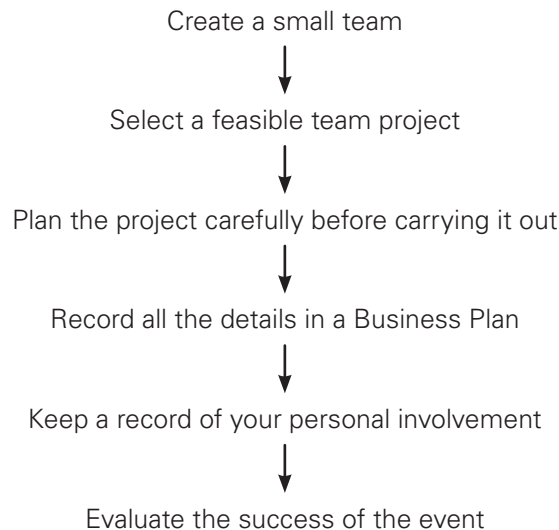 Create a small team
Select a feasible team project
Plan the project carefully before carrying it out
Record all the details in a Business Plan
Keep a record of your personal involvement
Evaluate the success of the event